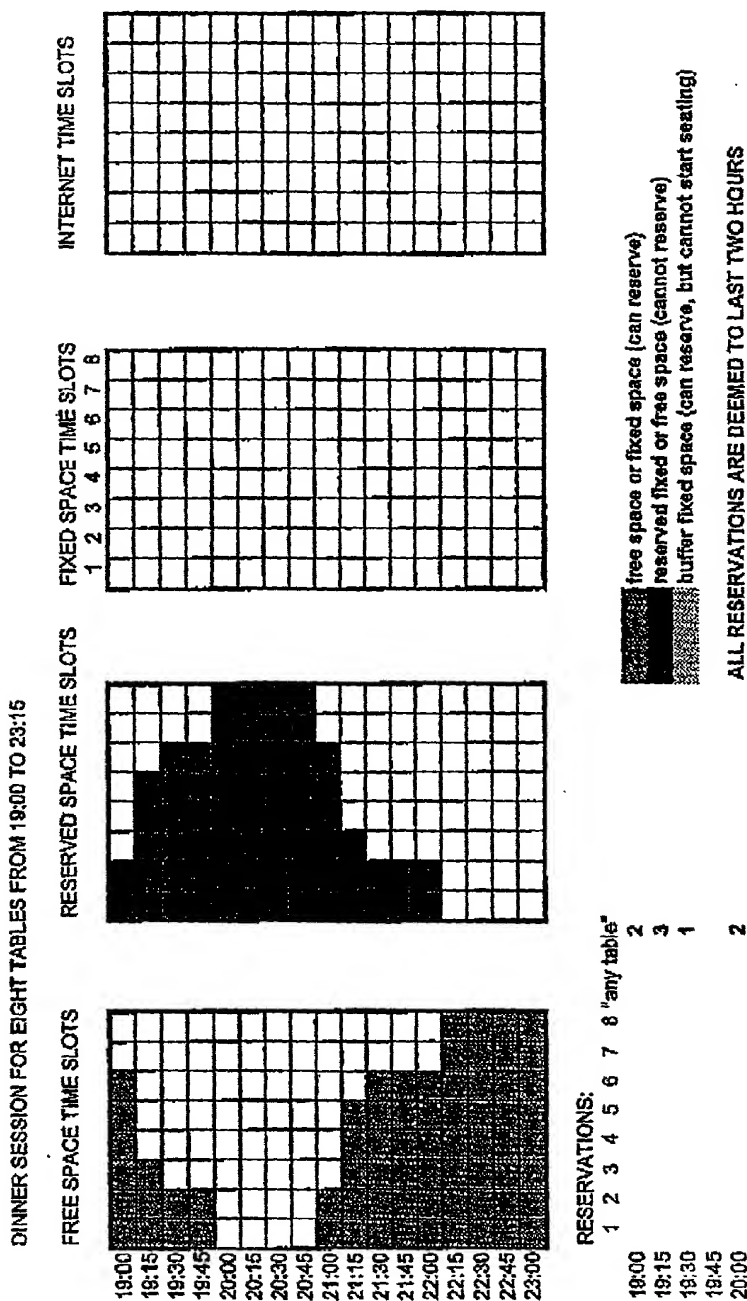 DINNER SESSION FOR EIGHT TABLES FROM 19:00 TO 23:15
FREE SPACE TIME SLOTS
RESERVED SPACE TIME SLOTS
FIXED SPACE TIME SLOTS
INTERNET TIME SLOTS
1 2 3 4 5 6 7 8
19:00
19:15
19:30
19:45
20:00
20:15
20:30
20:45
21:00
21:15
21:30
21:45
22:00
22:15
22:30
22:45
23:00
RESERVATIONS:
1 2 3 4 5 6 7 8 "any table"
19:00 2
19:15 3
19:30 1
19:45
20:00 2
free space or fixed space (can reserve)
reserved fixed or free space (cannot reserve)
buffer fixed space (can reserve, but cannot start seating)
ALL RESERVATIONS ARE DEEMED TO LAST TWO HOURS